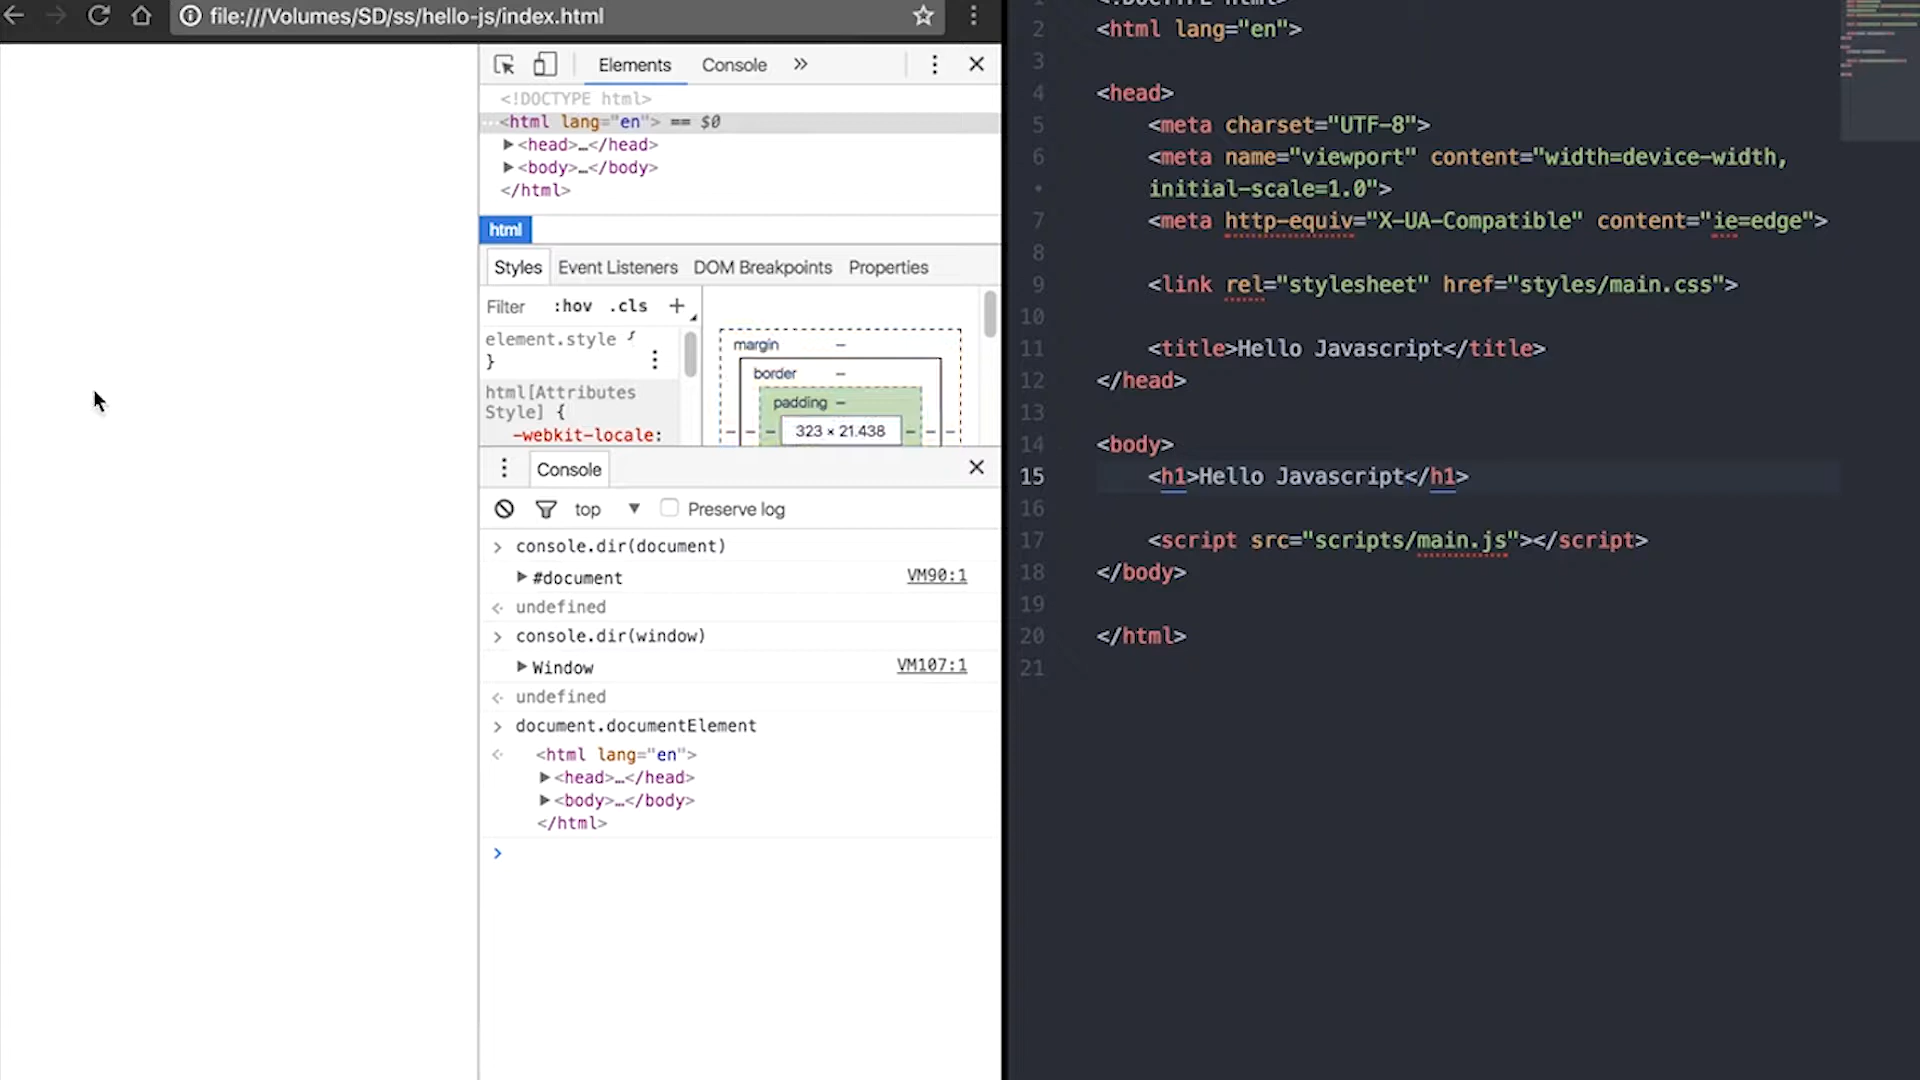 file:///Volumes/SD/ss/hello-js/index.html
Elements Console »
<!DOCTYPE html>
…<html lang="en"> == $0
▶<head>…</head>
▶<body>…</body>
</html>
html
Styles Event Listeners DOM Breakpoints Properties
Filter :hov .cls +
element.style {
}
html[Attributes
Style] {
-webkit-locale:
margin –
border –
padding –
– – – 323 × 21.438 – – –
Console
top ▼ Preserve log
> console.dir(document)
▶#document VM90:1
undefined
> console.dir(window)
▶Window VM107:1
undefined
> document.documentElement
<html lang="en">
▶<head>…</head>
▶<body>…</body>
</html>
>
1 <!DOCTYPE html>
2 <html lang="en">
3
4 <head>
5 <meta charset="UTF-8">
6 <meta name="viewport" content="width=device-width,
• initial-scale=1.0">
7 <meta http-equiv="X-UA-Compatible" content="ie=edge">
8
9 <link rel="stylesheet" href="styles/main.css">
10
11 <title>Hello Javascript</title>
12 </head>
13
14 <body>
15 <h1>Hello Javascript</h1>
16
17 <script src="scripts/main.js"></script>
18 </body>
19
20 </html>
21